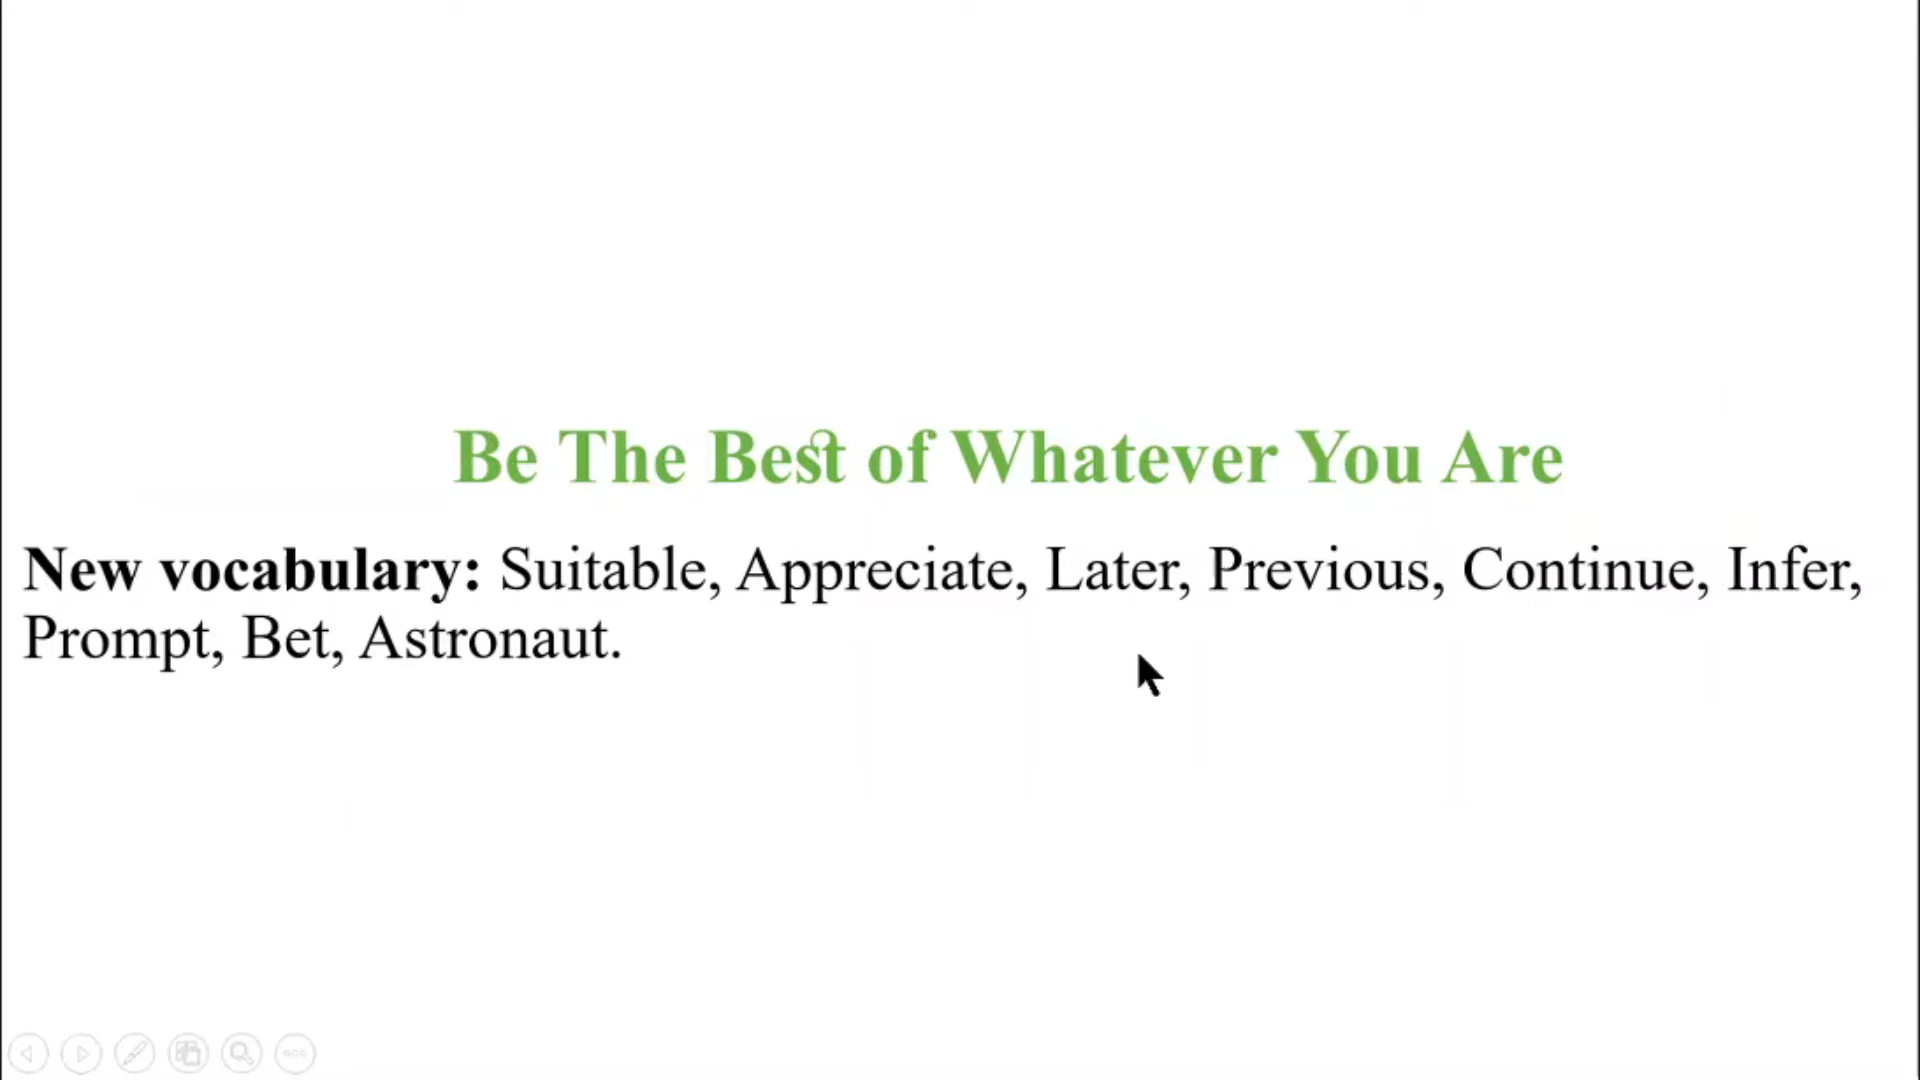 Be The Best of Whatever You Are
New vocabulary: Suitable, Appreciate, Later, Previous, Continue, Infer,
Prompt, Bet, Astronaut.